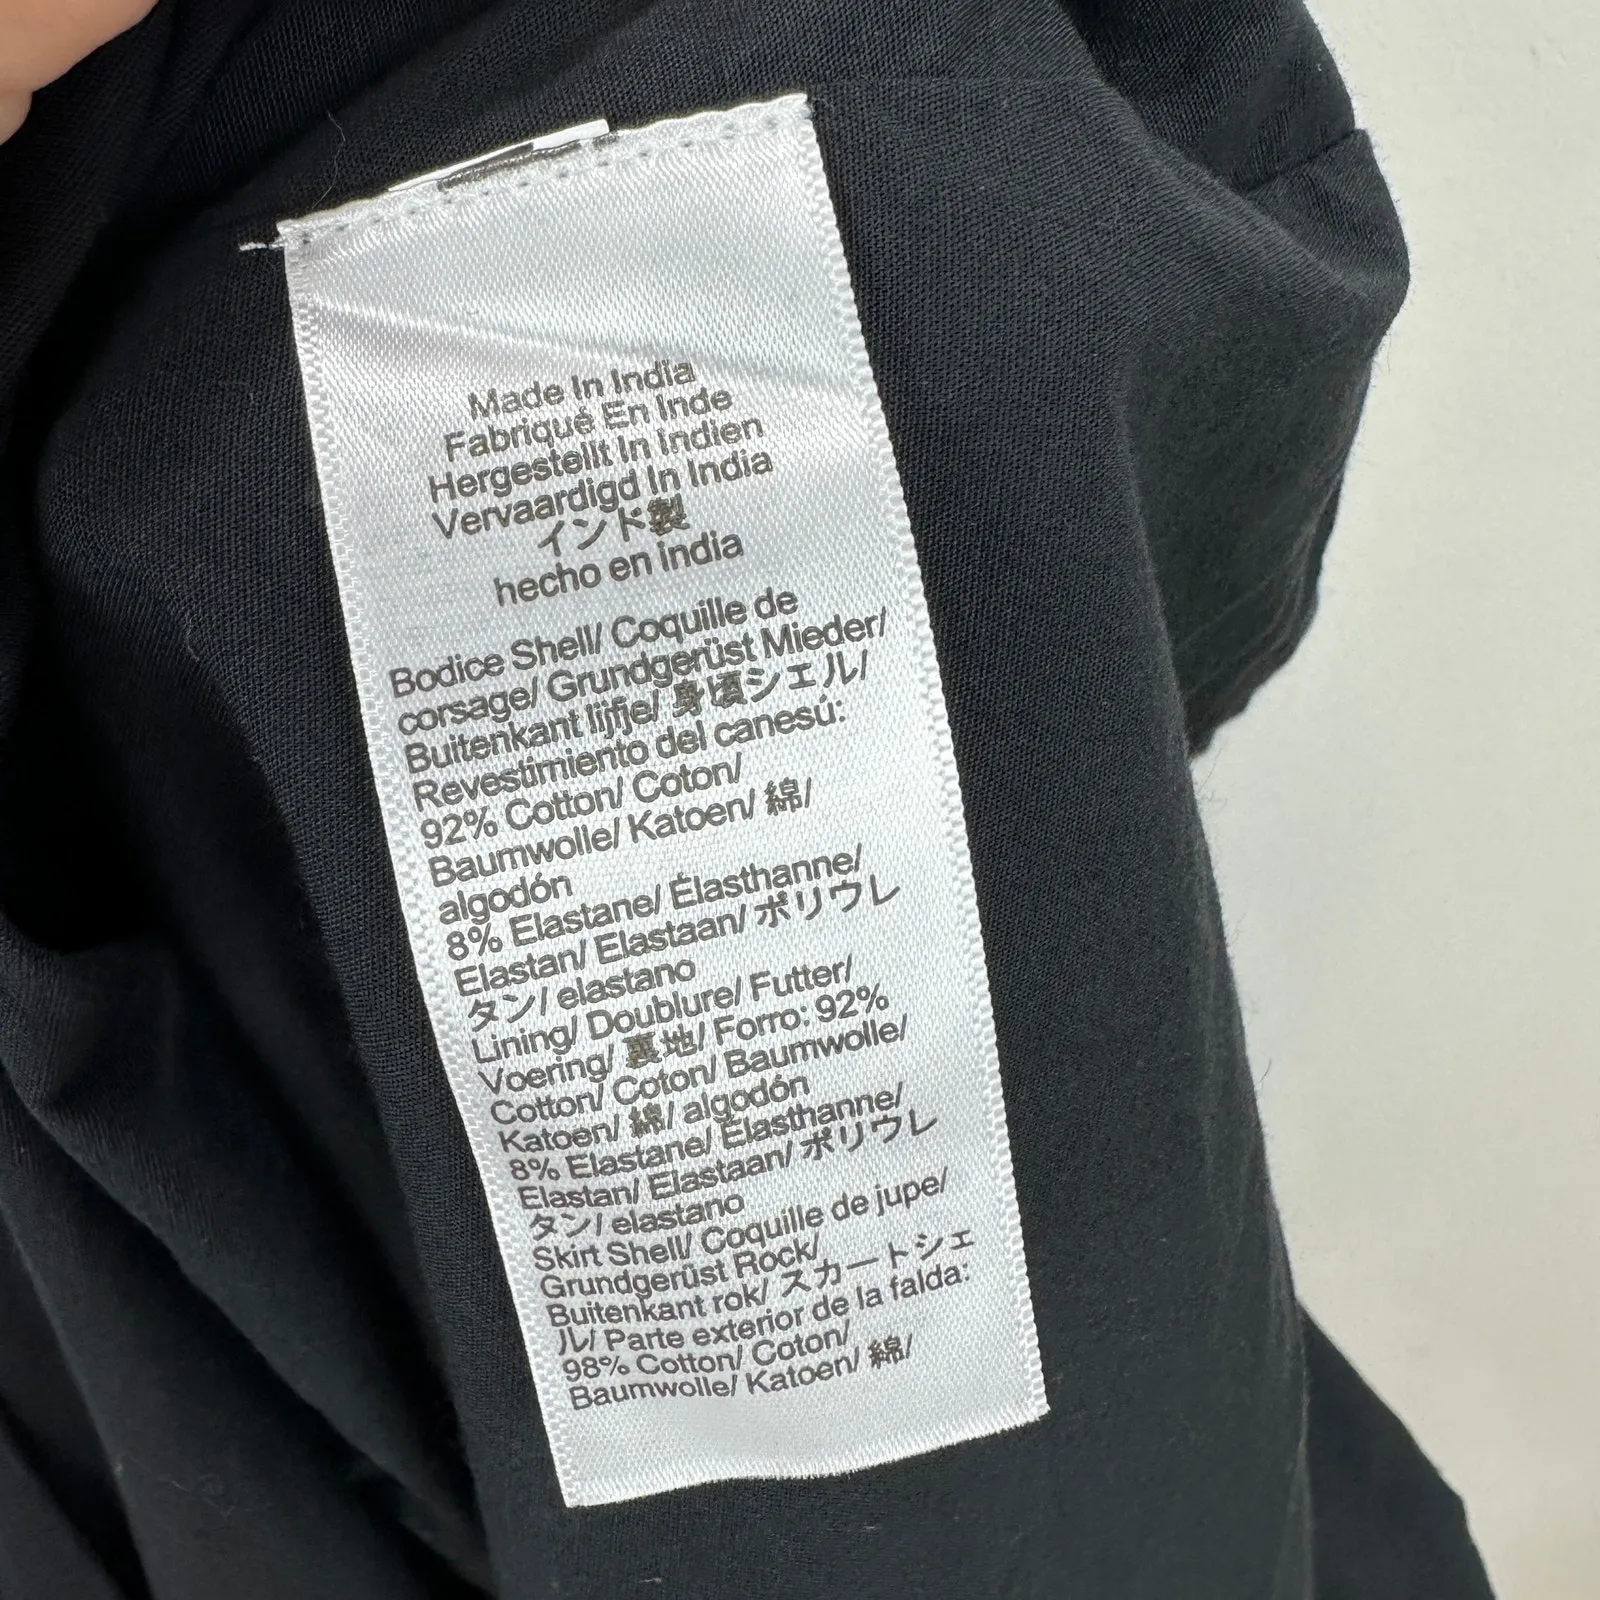 Made In India
Fabriqué En Inde
Hergestellt In Indien
Vervaardigd In India
インド製
hecho en india
Bodice Shell/ Coquille de
corsage/ Grundgerüst Mieder/
Buitenkant lijfje/ 身頃シェル/
Revestimiento del canesú:
92% Cotton/ Coton/
Baumwolle/ Katoen/ 綿/
algodón
8% Elastane/ Élasthanne/
Elastan/ Elastaan/ ポリウレ
タン/ elastano
Lining/ Doublure/ Futter/
Voering/ 裏地/ Forro: 92%
Cotton/ Coton/ Baumwolle/
Katoen/ 綿/ algodón
8% Elastane/ Élasthanne/
Elastan/ Elastaan/ ポリウレ
タン/ elastano
Skirt Shell/ Coquille de jupe/
Grundgerüst Rock/
Buitenkant rok/ スカートシェ
ル/ Parte exterior de la falda:
98% Cotton/ Coton/
Baumwolle/ Katoen/ 綿/